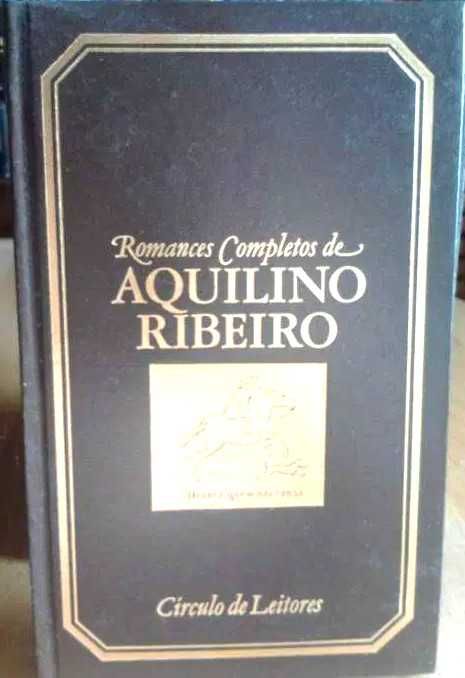 Romances Completos de
AQUILINO
RIBEIRO
Círculo de Leitores